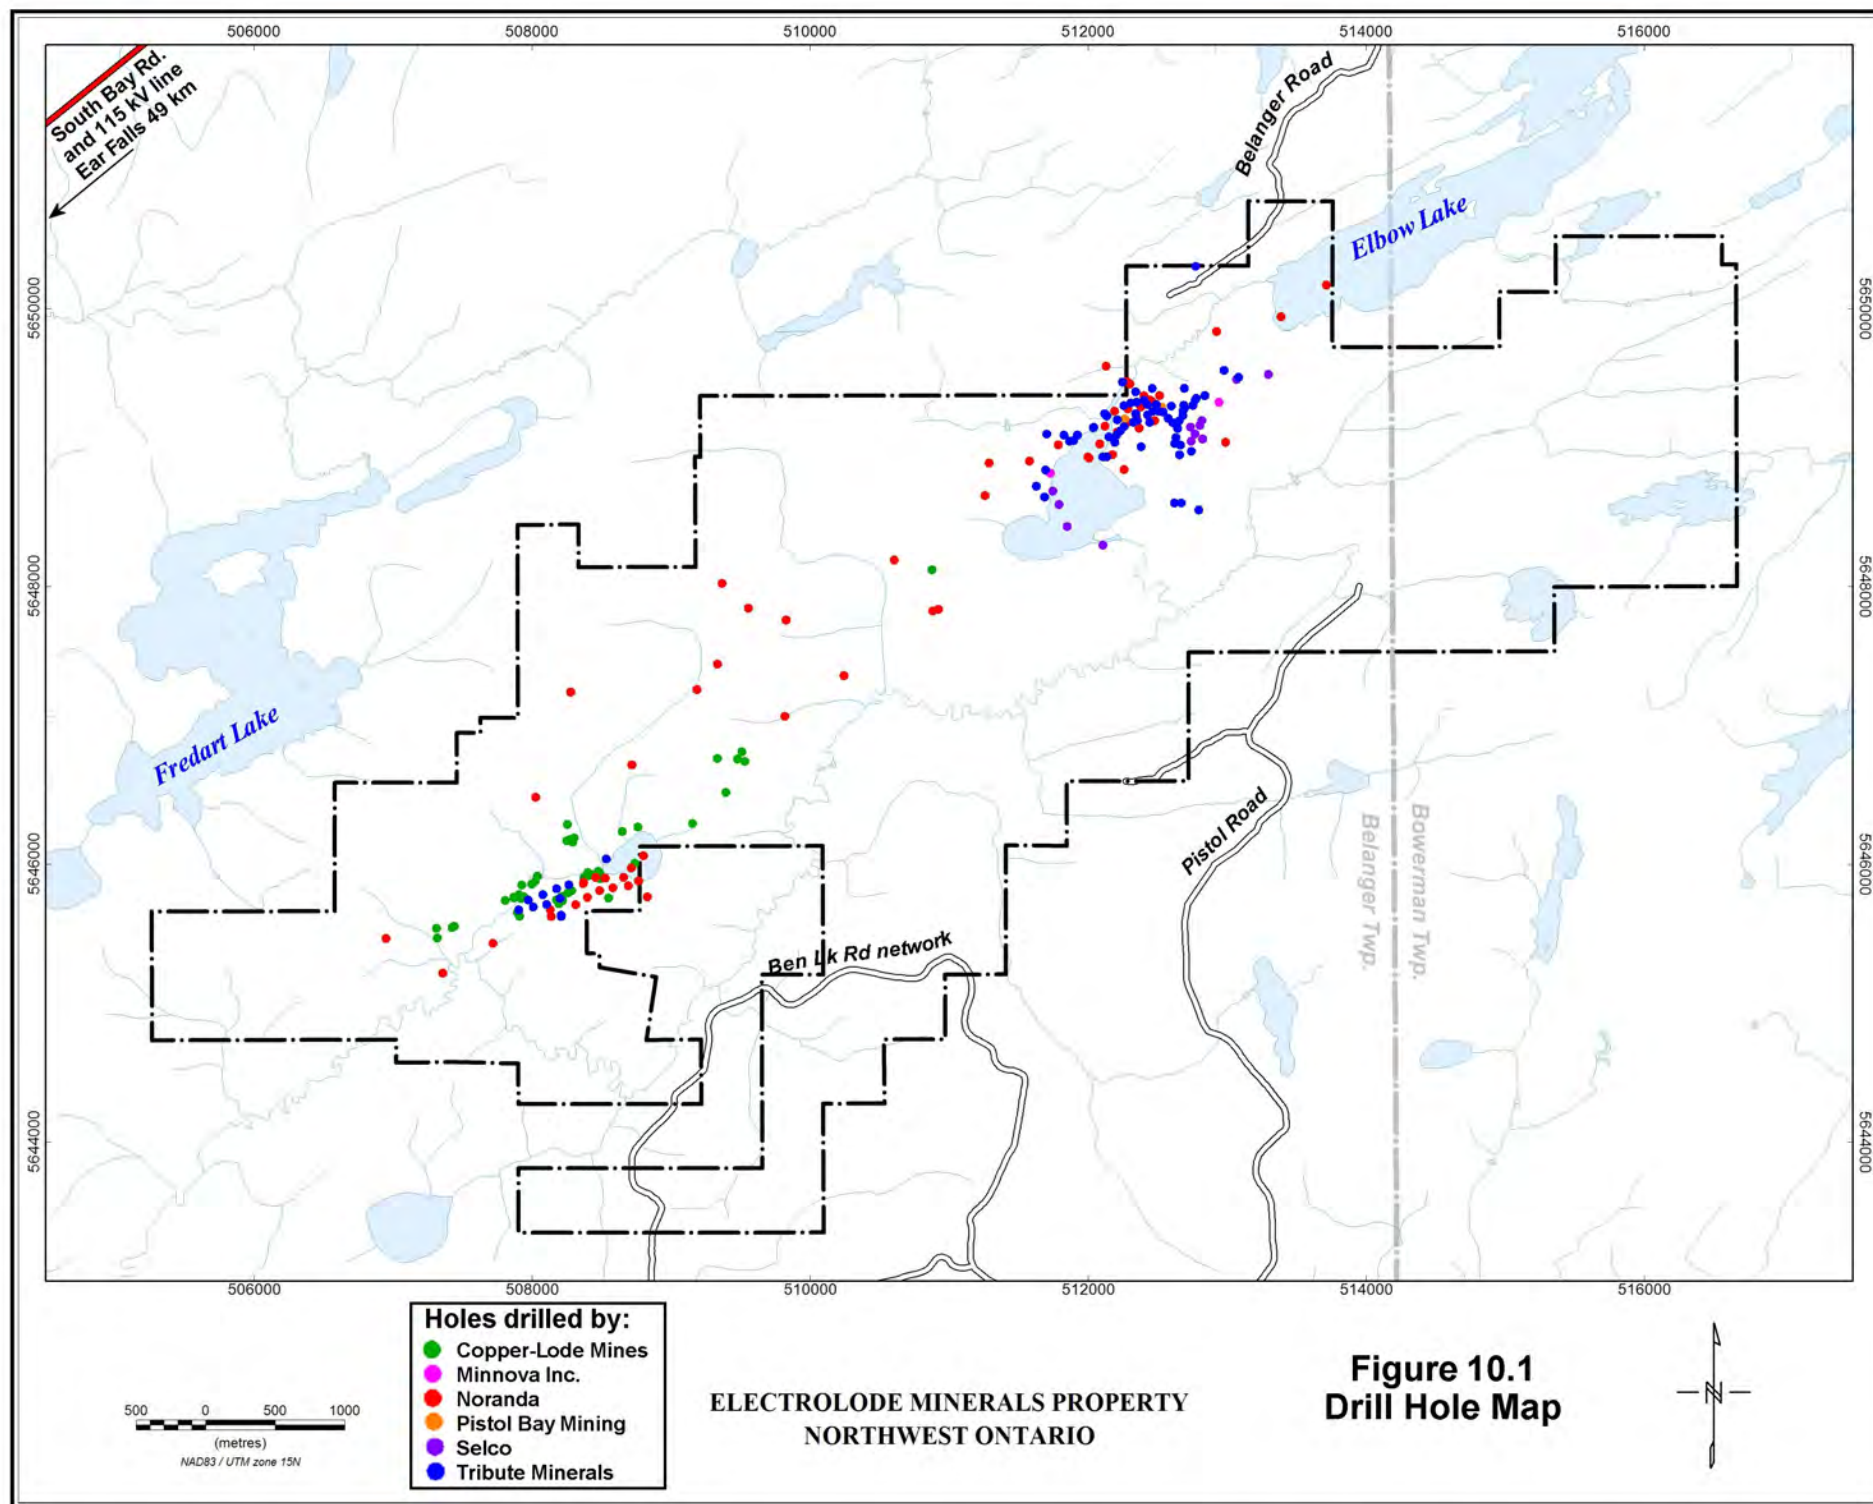 506000
508000
510000
512000
514000
516000
South Bay Rd.
and 115 kV line
Ear Falls 49 km
Belanger Road
Elbow Lake
5650000
5650000
5648000
5648000
Fredart Lake
Pistol Road
Belanger Twp.
Bowerman Twp.
5646000
5646000
Ben Lk Rd network
5644000
5644000
506000
508000
510000
512000
514000
516000
Holes drilled by:
Copper-Lode Mines
Minnova Inc.
Noranda
Pistol Bay Mining
Selco
Tribute Minerals
500 0 500 1000
(metres)
NAD83 / UTM zone 15N
ELECTROLODE MINERALS PROPERTY
NORTHWEST ONTARIO
Figure 10.1
Drill Hole Map
N